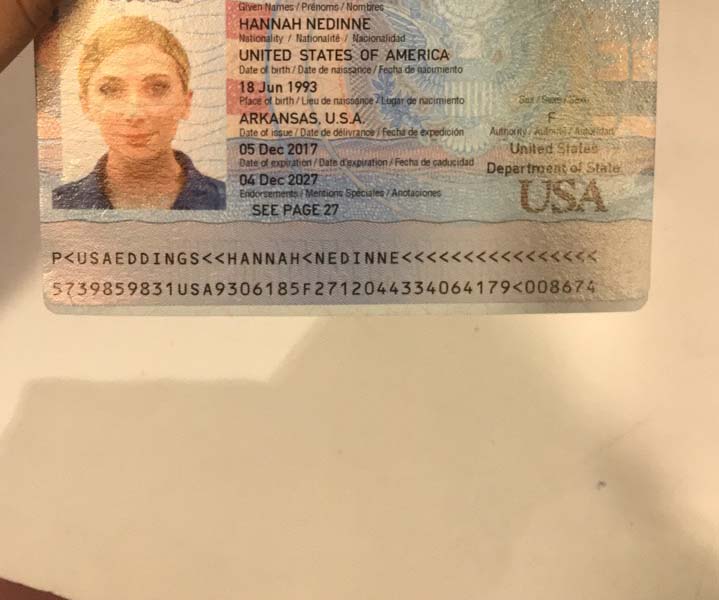 Given Names / Prénoms / Nombres
HANNAH NEDINNE
Nationality / Nationalité / Nacionalidad
UNITED STATES OF AMERICA
Date of birth / Date de naissance / Fecha de nacimiento
18 Jun 1993
Place of birth / Lieu de naissance / Lugar de nacimiento
Sex / Sexe / Sexo
ARKANSAS, U.S.A.
F
Date of issue / Date de délivrance / Fecha de expedición
Authority / Autorité / Autoridad
05 Dec 2017
United States
Date of expiration / Date d'expiration / Fecha de caducidad
Department of State
04 Dec 2027
USA
Endorsements / Mentions Spéciales / Anotaciones
SEE PAGE 27
P<USAEDDINGS<<HANNAH<NEDINNE<<<<<<<<<<<<<<<<
5739859831USA9306185F2712044334064179<008674